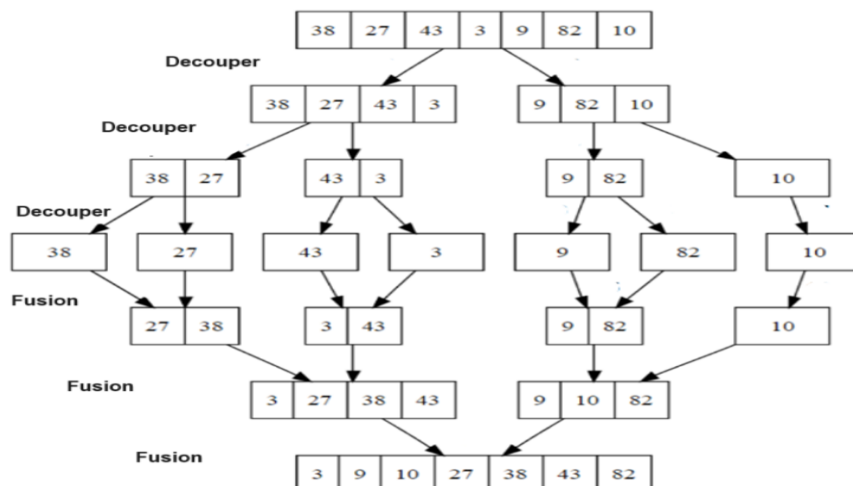 38 27 43 3 9 82 10
Decouper
38 27 43 3 9 82 10
Decouper
38 27 43 3 9 82 10
Decouper
38 27 43 3 9 82 10
Fusion
27 38 3 43 9 82 10
Fusion
3 27 38 43 9 10 82
Fusion
3 9 10 27 38 43 82